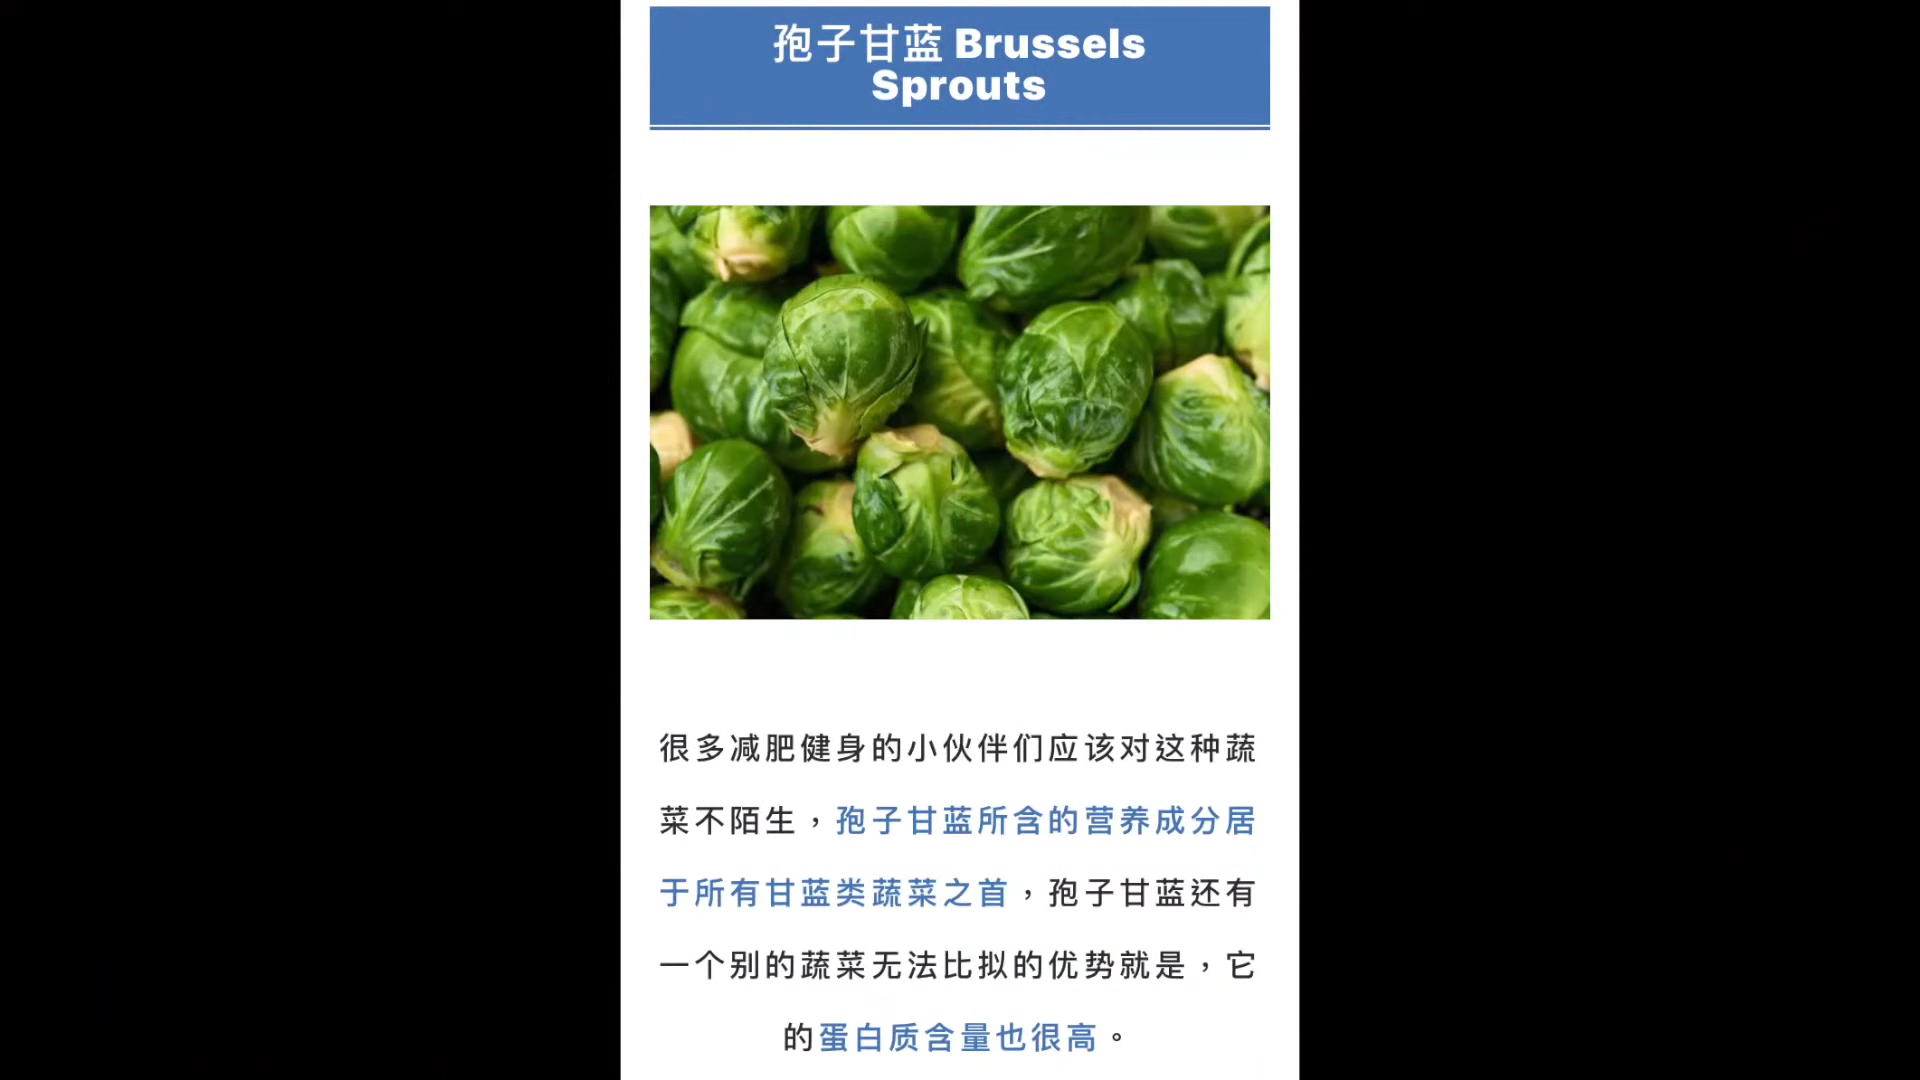 孢子甘蓝 Brussels
Sprouts
很多减肥健身的小伙伴们应该对这种蔬
菜不陌生，孢子甘蓝所含的营养成分居
于所有甘蓝类蔬菜之首，孢子甘蓝还有
一个别的蔬菜无法比拟的优势就是，它
的蛋白质含量也很高。